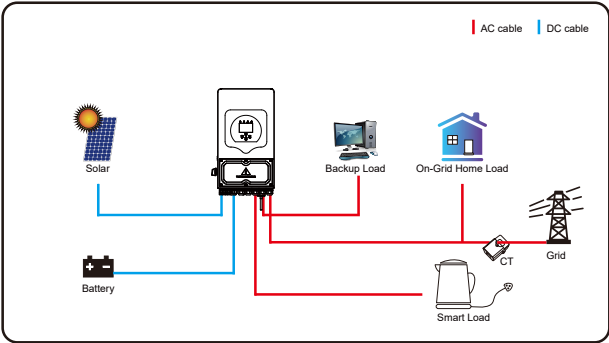 AC cable
DC cable
Solar
Backup Load
On-Grid Home Load
CT
Grid
Battery
Smart Load